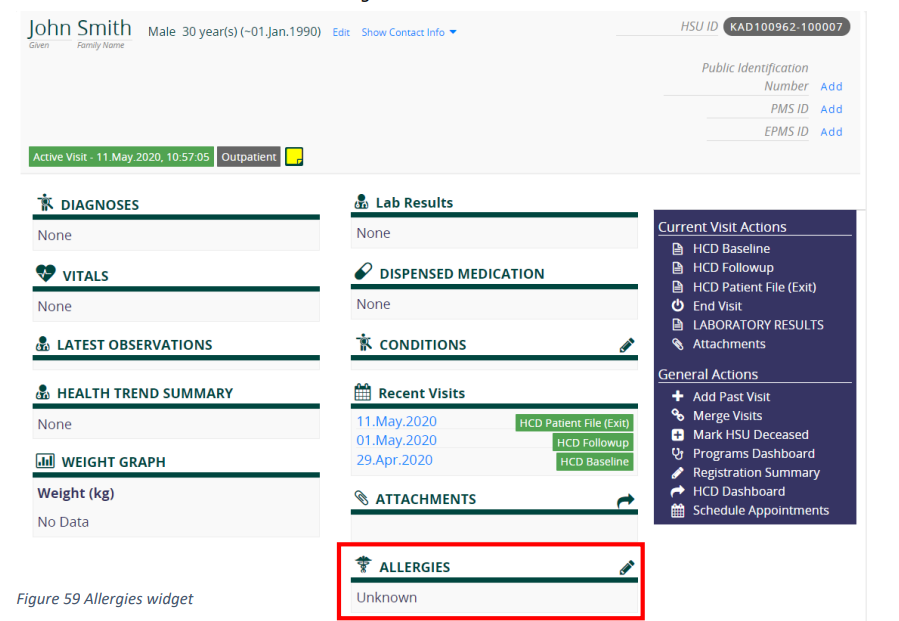 John Smith Male 30 year(s) (~01.Jan.1990) Edit Show Contact Info
Given Family Name
HSU ID KAD100962-100007
Public Identification
Number Add
PMS ID Add
EPMS ID Add
Active Visit - 11.May.2020, 10:57:05 Outpatient
DIAGNOSES
None
VITALS
None
LATEST OBSERVATIONS
HEALTH TREND SUMMARY
None
WEIGHT GRAPH
Weight (kg)
No Data
Lab Results
None
DISPENSED MEDICATION
None
CONDITIONS
Recent Visits
11.May.2020 HCD Patient File (Exit)
01.May.2020 HCD Followup
29.Apr.2020 HCD Baseline
ATTACHMENTS
ALLERGIES
Unknown
Current Visit Actions
HCD Baseline
HCD Followup
HCD Patient File (Exit)
End Visit
LABORATORY RESULTS
Attachments
General Actions
Add Past Visit
Merge Visits
Mark HSU Deceased
Programs Dashboard
Registration Summary
HCD Dashboard
Schedule Appointments
Figure 59 Allergies widget